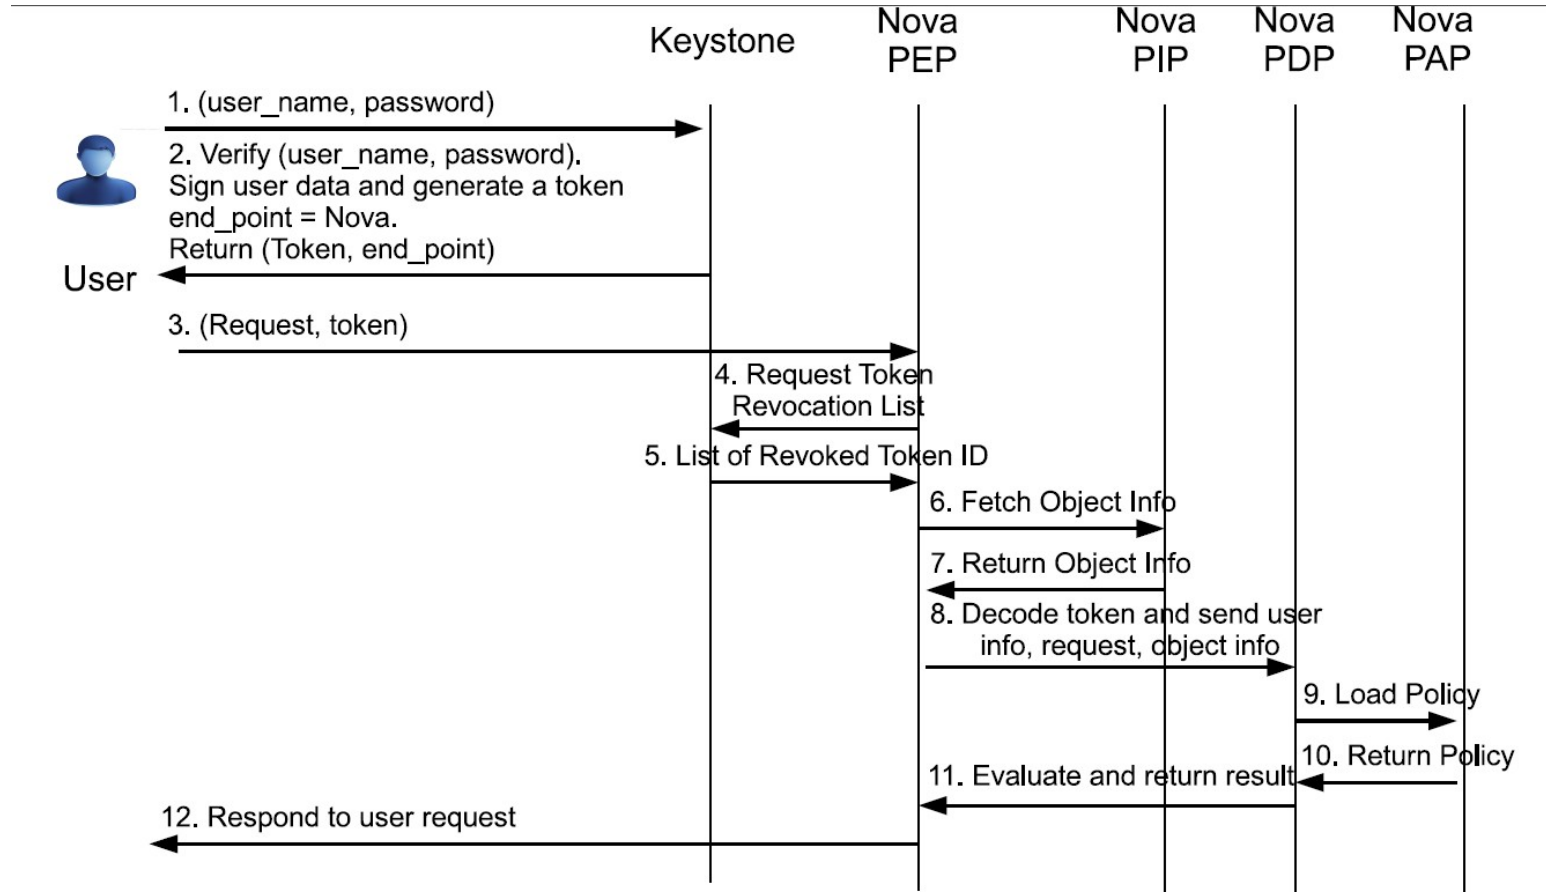 Keystone
Nova
PEP
Nova
PIP
Nova
PDP
Nova
PAP
1. (user_name, password)
2. Verify (user_name, password).
Sign user data and generate a token
end_point = Nova.
Return (Token, end_point)
User
3. (Request, token)
4. Request Token
Revocation List
5. List of Revoked Token ID
6. Fetch Object Info
7. Return Object Info
8. Decode token and send user
info, request, object info
9. Load Policy
10. Return Policy
11. Evaluate and return result
12. Respond to user request